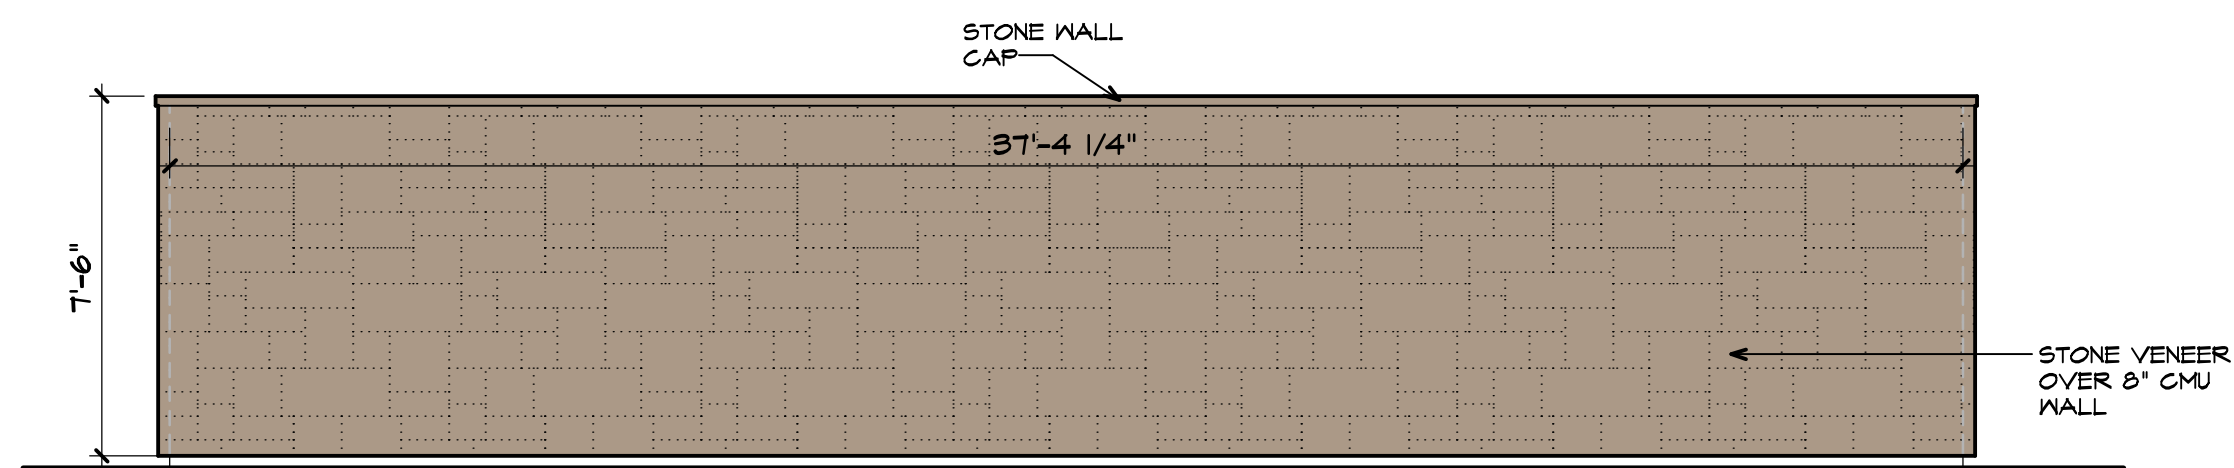 STONE WALL
CAP
37'-4 1/4"
7'-6"
STONE VENEER
OVER 8" CMU
WALL